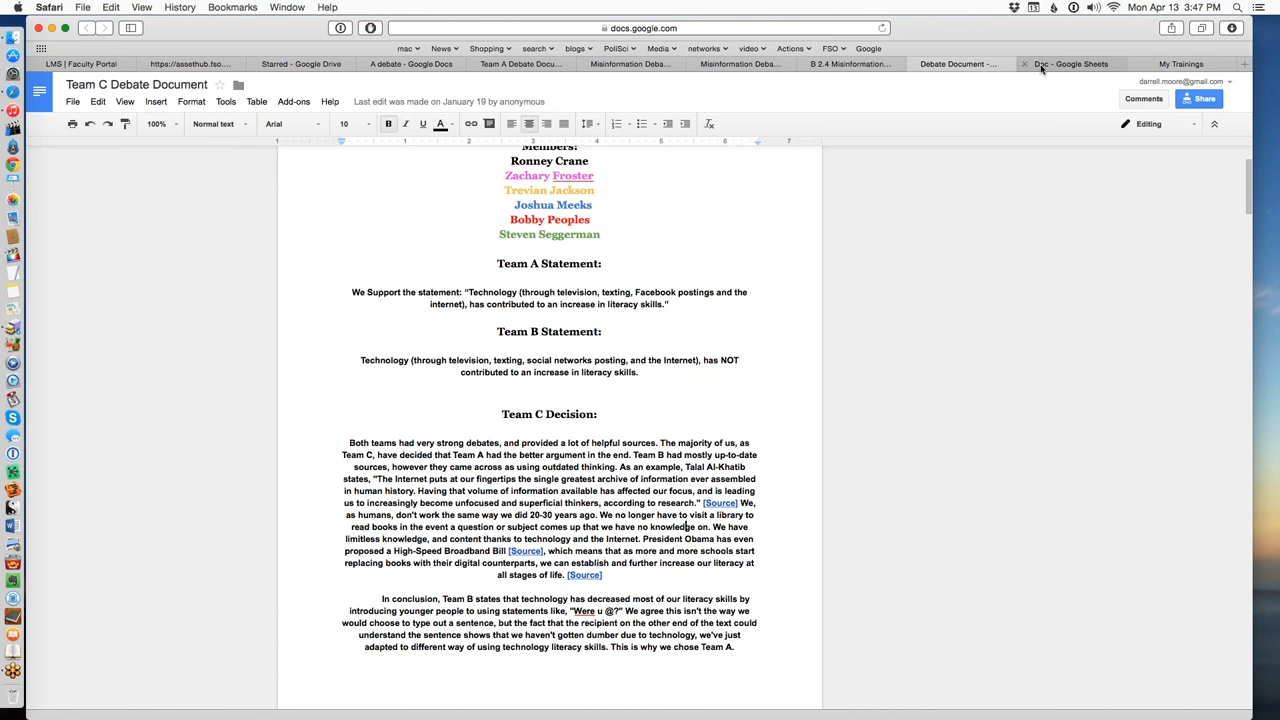 Safari File Edit View History Bookmarks Window Help Mon Apr 13 3:47 PM
docs.google.com
mac News Shopping search blogs PoliSci Media networks video Actions FSO Google
LMS | Faculty Portal https://assethub.fso.... Starred - Google Drive A debate - Google Docs Team A Debate Docu... Misinformation Deba... Misinformation Deba... B 2.4 Misinformation... Debate Document -... Doc - Google Sheets My Trainings
Team C Debate Document
darrell.moore@gmail.com
File Edit View Insert Format Tools Table Add-ons Help Last edit was made on January 19 by anonymous
Comments Share
100% Normal text Arial 10 B I U A Editing
1 1 2 3 4 5 6 7
Members:
Ronney Crane
Zachary Froster
Trevian Jackson
Joshua Meeks
Bobby Peoples
Steven Seggerman
Team A Statement:
We Support the statement: "Technology (through television, texting, Facebook postings and the
internet), has contributed to an increase in literacy skills."
Team B Statement:
Technology (through television, texting, social networks posting, and the Internet), has NOT
contributed to an increase in literacy skills.
Team C Decision:
Both teams had very strong debates, and provided a lot of helpful sources. The majority of us, as
Team C, have decided that Team A had the better argument in the end. Team B had mostly up-to-date
sources, however they came across as using outdated thinking. As an example, Talal Al-Khatib
states, "The Internet puts at our fingertips the single greatest archive of information ever assembled
in human history. Having that volume of information available has affected our focus, and is leading
us to increasingly become unfocused and superficial thinkers, according to research." [Source] We,
as humans, don't work the same way we did 20-30 years ago. We no longer have to visit a library to
read books in the event a question or subject comes up that we have no knowledge on. We have
limitless knowledge, and content thanks to technology and the Internet. President Obama has even
proposed a High-Speed Broadband Bill [Source], which means that as more and more schools start
replacing books with their digital counterparts, we can establish and further increase our literacy at
all stages of life. [Source]
In conclusion, Team B states that technology has decreased most of our literacy skills by
introducing younger people to using statements like, "Were u @?" We agree this isn't the way we
would choose to type out a sentence, but the fact that the recipient on the other end of the text could
understand the sentence shows that we haven't gotten dumber due to technology, we've just
adapted to different way of using technology literacy skills. This is why we chose Team A.